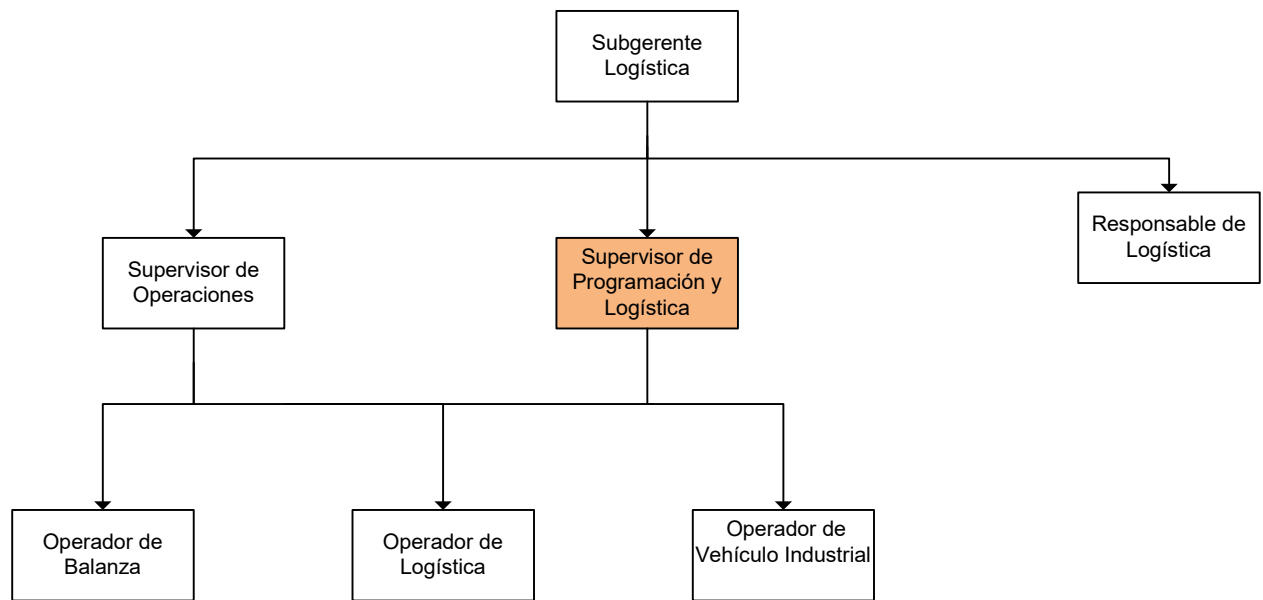 Subgerente
Logística
Responsable de
Logística
Supervisor de
Operaciones
Supervisor de
Programación y
Logística
Operador de
Balanza
Operador de
Logística
Operador de
Vehículo Industrial